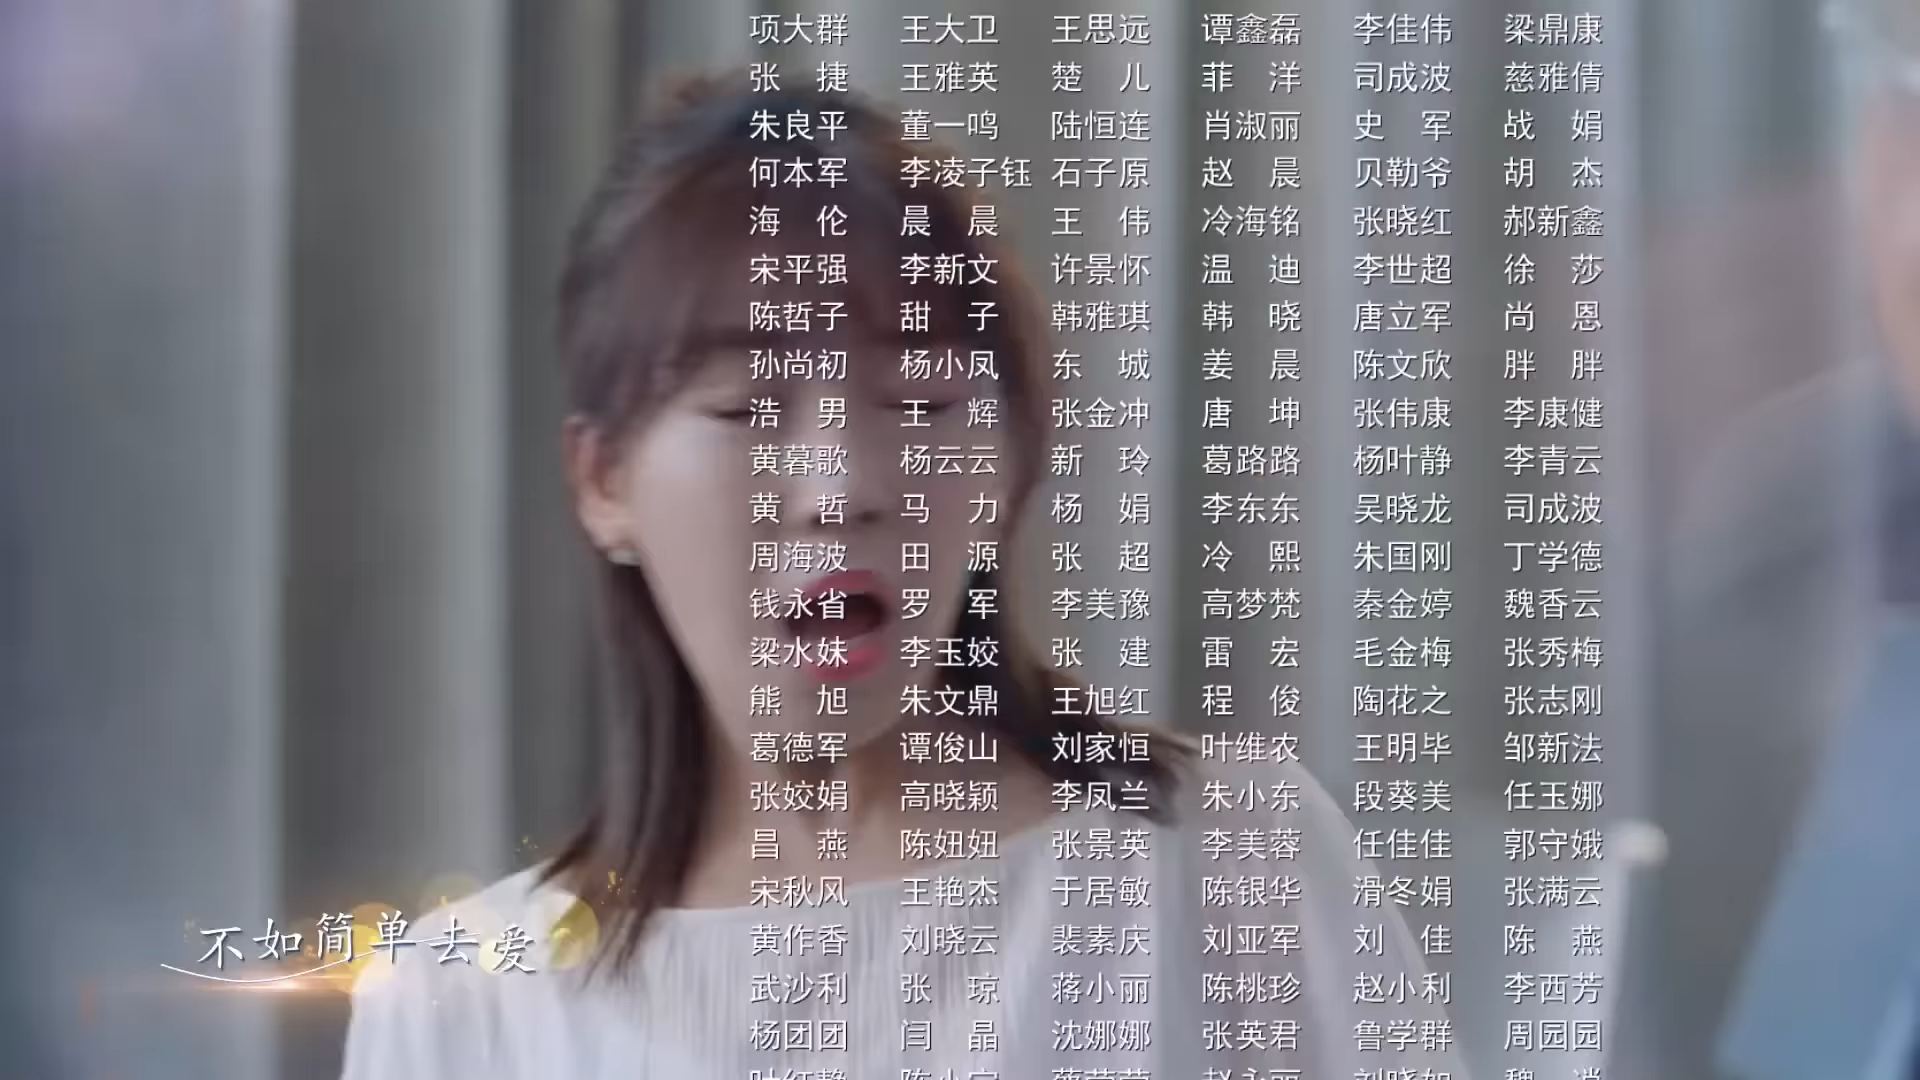 项大群 王大卫 王思远 谭鑫磊 李佳伟 梁鼎康
张 捷 王雅英 楚 儿 菲 洋 司成波 慈雅倩
朱良平 董一鸣 陆恒连 肖淑丽 史 军 战 娟
何本军 李凌子钰 石子原 赵 晨 贝勒爷 胡 杰
海 伦 晨 晨 王 伟 冷海铭 张晓红 郝新鑫
宋平强 李新文 许景怀 温 迪 李世超 徐 莎
陈哲子 甜 子 韩雅琪 韩 晓 唐立军 尚 恩
孙尚初 杨小凤 东 城 姜 晨 陈文欣 胖 胖
浩 男 王 辉 张金冲 唐 坤 张伟康 李康健
黄暮歌 杨云云 新 玲 葛路路 杨叶静 李青云
黄 哲 马 力 杨 娟 李东东 吴晓龙 司成波
周海波 田 源 张 超 冷 熙 朱国刚 丁学德
钱永省 罗 军 李美豫 高梦梵 秦金婷 魏香云
梁水妹 李玉姣 张 建 雷 宏 毛金梅 张秀梅
熊 旭 朱文鼎 王旭红 程 俊 陶花之 张志刚
葛德军 谭俊山 刘家恒 叶维农 王明毕 邹新法
张姣娟 高晓颖 李凤兰 朱小东 段葵美 任玉娜
昌 燕 陈妞妞 张景英 李美蓉 任佳佳 郭守娥
宋秋风 王艳杰 于居敏 陈银华 滑冬娟 张满云
黄作香 刘晓云 裴素庆 刘亚军 刘 佳 陈 燕
不如简单去爱
武沙利 张 琼 蒋小丽 陈桃珍 赵小利 李西芳
杨团团 闫 晶 沈娜娜 张英君 鲁学群 周园园